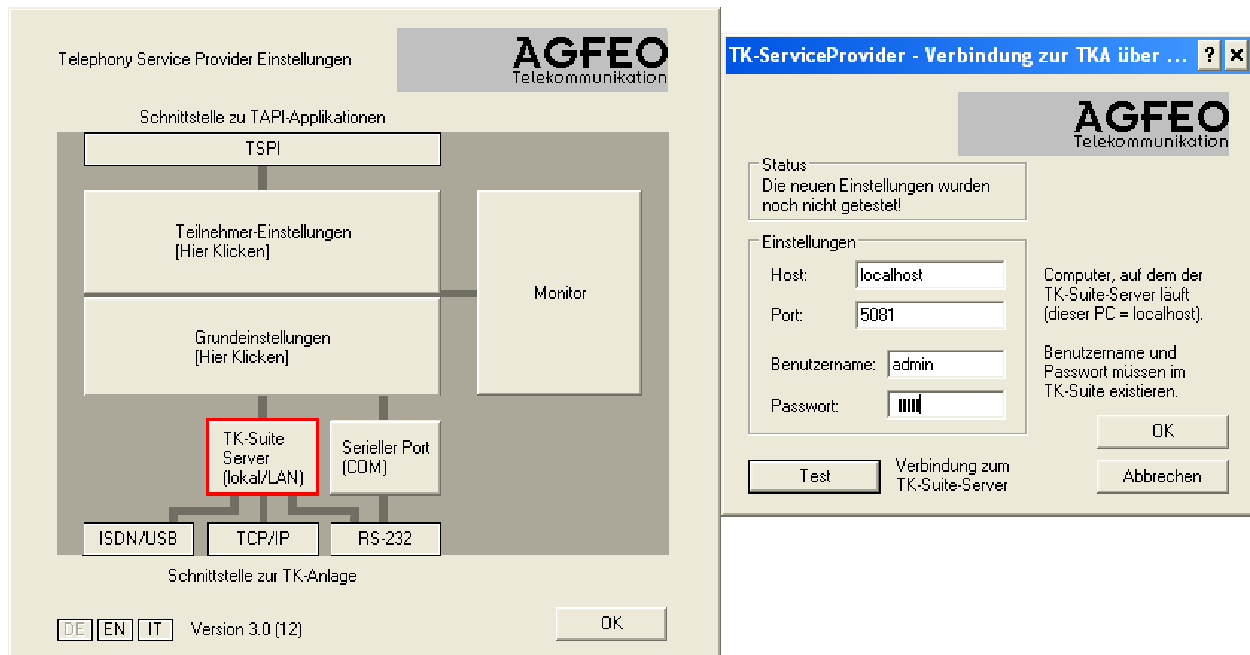 Telephony Service Provider Einstellungen
AGFEO
Telekommunikation
Schnittstelle zu TAPI-Applikationen
TSPI
Teilnehmer-Einstellungen
[Hier Klicken]
Monitor
Grundeinstellungen
[Hier Klicken]
TK-Suite
Server
(lokal/LAN)
Serieller Port
(COM)
ISDN/USB
TCP/IP
RS-232
Schnittstelle zur TK-Anlage
DE EN IT Version 3.0 (12)
OK
TK-ServiceProvider - Verbindung zur TKA über ...
AGFEO
Telekommunikation
Status
Die neuen Einstellungen wurden
noch nicht getestet!
Einstellungen
Host: localhost
Port: 5081
Benutzername: admin
Passwort:
Computer, auf dem der
TK-Suite-Server läuft
(dieser PC = localhost).
Benutzername und
Passwort müssen im
TK-Suite existieren.
OK
Test
Verbindung zum
TK-Suite-Server
Abbrechen